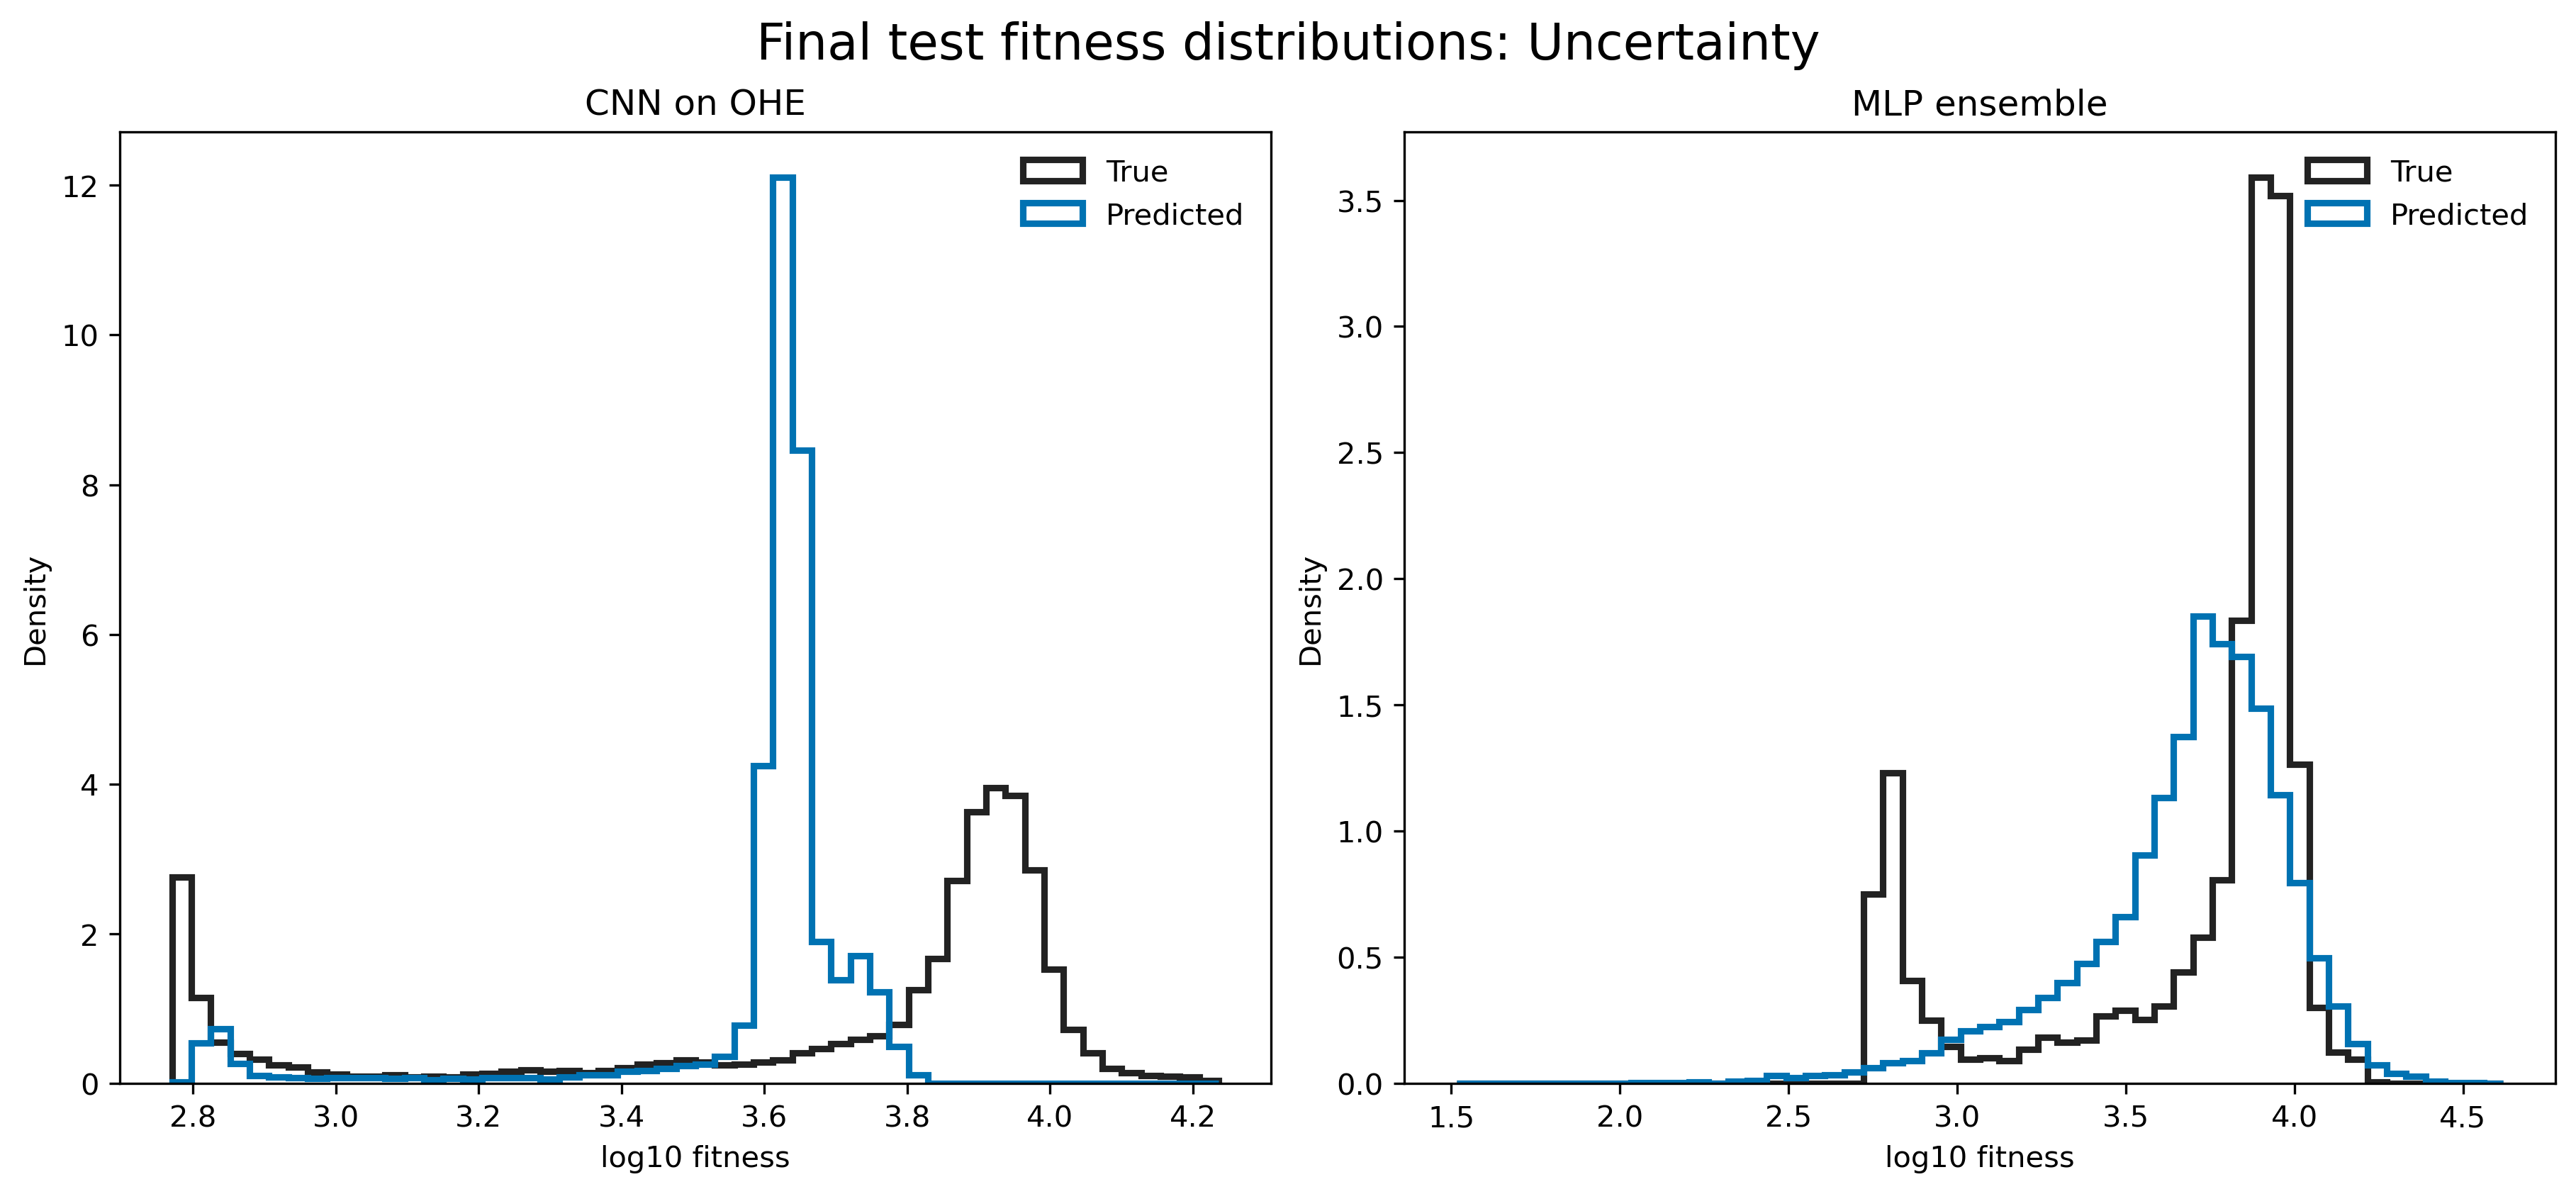 Final test fitness distributions: Uncertainty
CNN on OHE
True
Predicted
12
10
8
6
4
2
0
Density
2.8 3.0 3.2 3.4 3.6 3.8 4.0 4.2
log10 fitness
MLP ensemble
True
Predicted
3.5
3.0
2.5
2.0
1.5
1.0
0.5
0.0
Density
1.5 2.0 2.5 3.0 3.5 4.0 4.5
log10 fitness